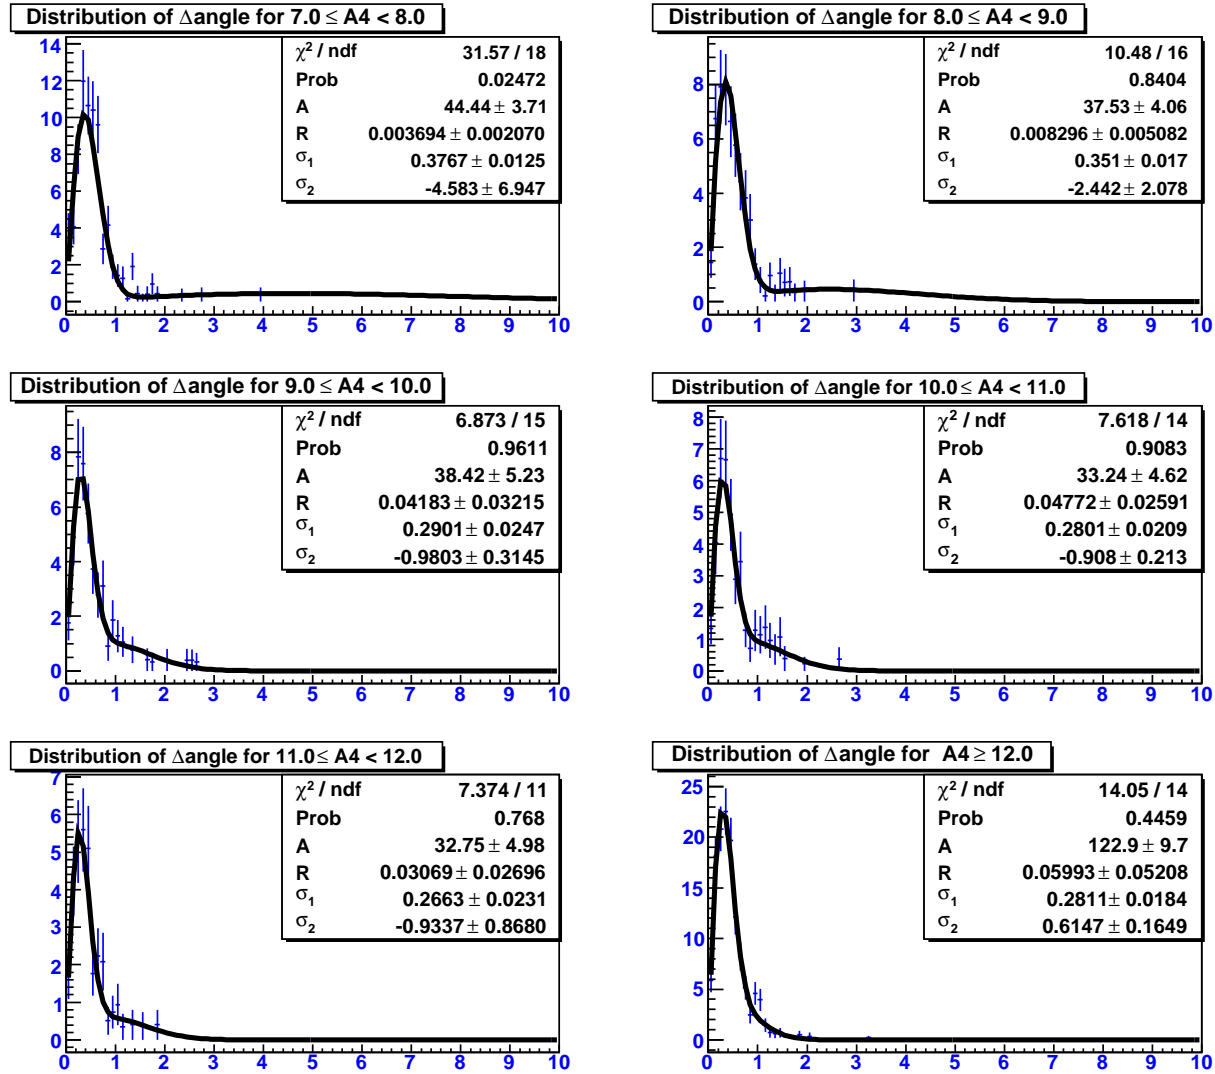 Distribution of Δangle for 7.0 ≤ A4 < 8.0
χ² / ndf 31.57 / 18
Prob 0.02472
A 44.44 ± 3.71
R 0.003694 ± 0.002070
σ₁ 0.3767 ± 0.0125
σ₂ -4.583 ± 6.947
14
12
10
8
6
4
2
0
0 1 2 3 4 5 6 7 8 9 10
Distribution of Δangle for 8.0 ≤ A4 < 9.0
χ² / ndf 10.48 / 16
Prob 0.8404
A 37.53 ± 4.06
R 0.008296 ± 0.005082
σ₁ 0.351 ± 0.017
σ₂ -2.442 ± 2.078
8
6
4
2
0
0 1 2 3 4 5 6 7 8 9 10
Distribution of Δangle for 9.0 ≤ A4 < 10.0
χ² / ndf 6.873 / 15
Prob 0.9611
A 38.42 ± 5.23
R 0.04183 ± 0.03215
σ₁ 0.2901 ± 0.0247
σ₂ -0.9803 ± 0.3145
8
6
4
2
0
0 1 2 3 4 5 6 7 8 9 10
Distribution of Δangle for 10.0 ≤ A4 < 11.0
χ² / ndf 7.618 / 14
Prob 0.9083
A 33.24 ± 4.62
R 0.04772 ± 0.02591
σ₁ 0.2801 ± 0.0209
σ₂ -0.908 ± 0.213
8
7
6
5
4
3
2
1
0
0 1 2 3 4 5 6 7 8 9 10
Distribution of Δangle for 11.0 ≤ A4 < 12.0
χ² / ndf 7.374 / 11
Prob 0.768
A 32.75 ± 4.98
R 0.03069 ± 0.02696
σ₁ 0.2663 ± 0.0231
σ₂ -0.9337 ± 0.8680
7
6
5
4
3
2
1
0
0 1 2 3 4 5 6 7 8 9 10
Distribution of Δangle for A4 ≥ 12.0
χ² / ndf 14.05 / 14
Prob 0.4459
A 122.9 ± 9.7
R 0.05993 ± 0.05208
σ₁ 0.2811 ± 0.0184
σ₂ 0.6147 ± 0.1649
25
20
15
10
5
0
0 1 2 3 4 5 6 7 8 9 10